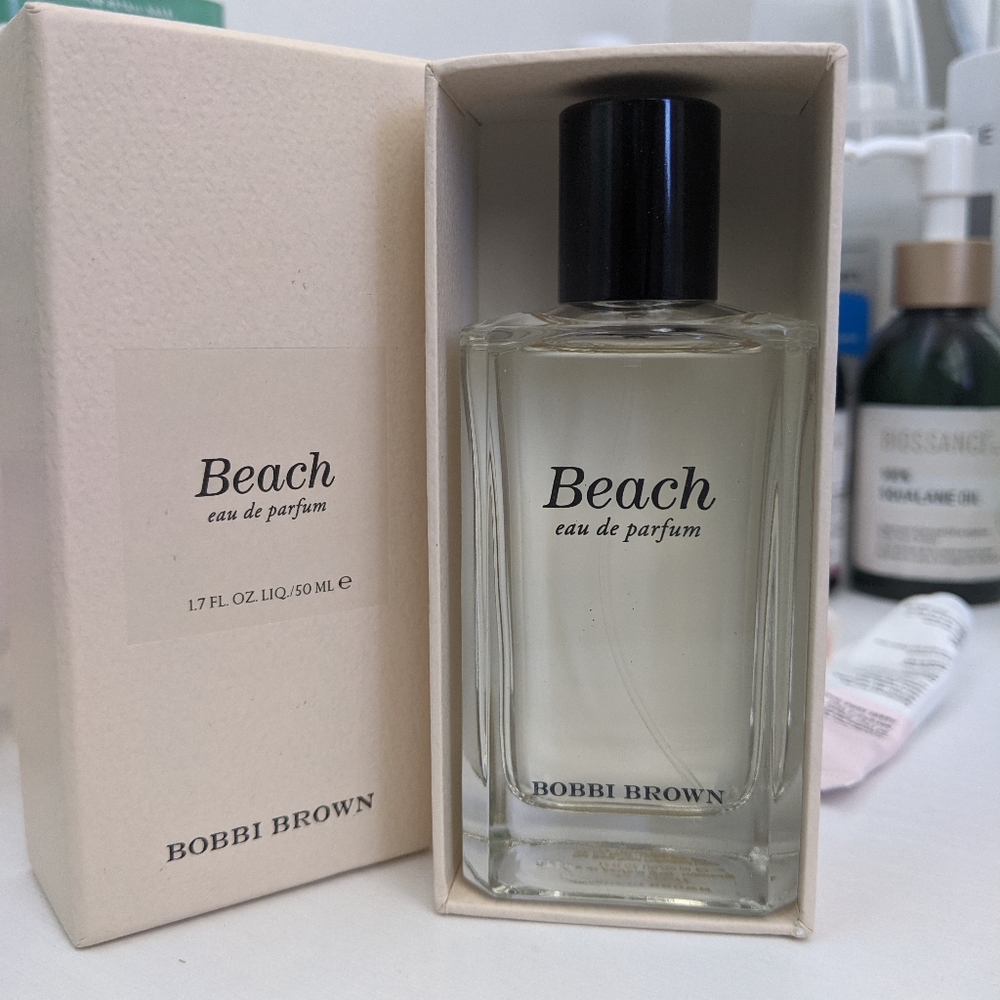 Beach
eau de parfum
1.7 FL. OZ. LIQ./50 ML e
BOBBI BROWN
Beach
eau de parfum
BOBBI BROWN
BIOSSANCE
100%
SQUALANE OIL